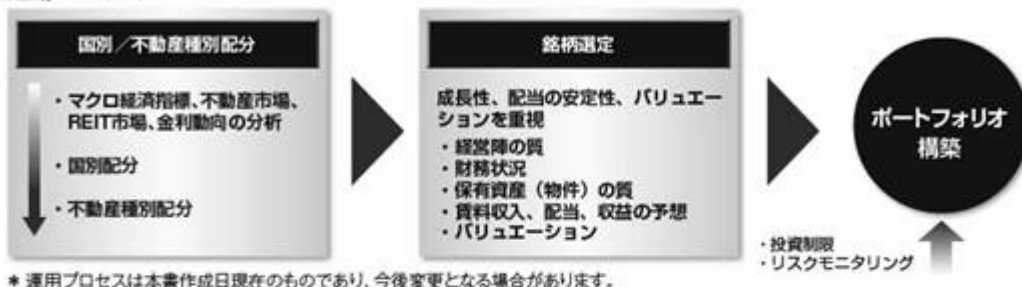 国別／不動産種別配分
・マクロ経済指標、不動産市場、
REIT市場、金利動向の分析
・国別配分
・不動産種別配分
銘柄選定
成長性、配当の安定性、バリュエー
ションを重視
・経営陣の質
・財務状況
・保有資産（物件）の質
・賃料収入、配当、収益の予想
・バリュエーション
ポートフォリオ
構築
・投資制限
・リスクモニタリング
＊ 運用プロセスは本書作成日現在のものであり、今後変更となる場合があります。